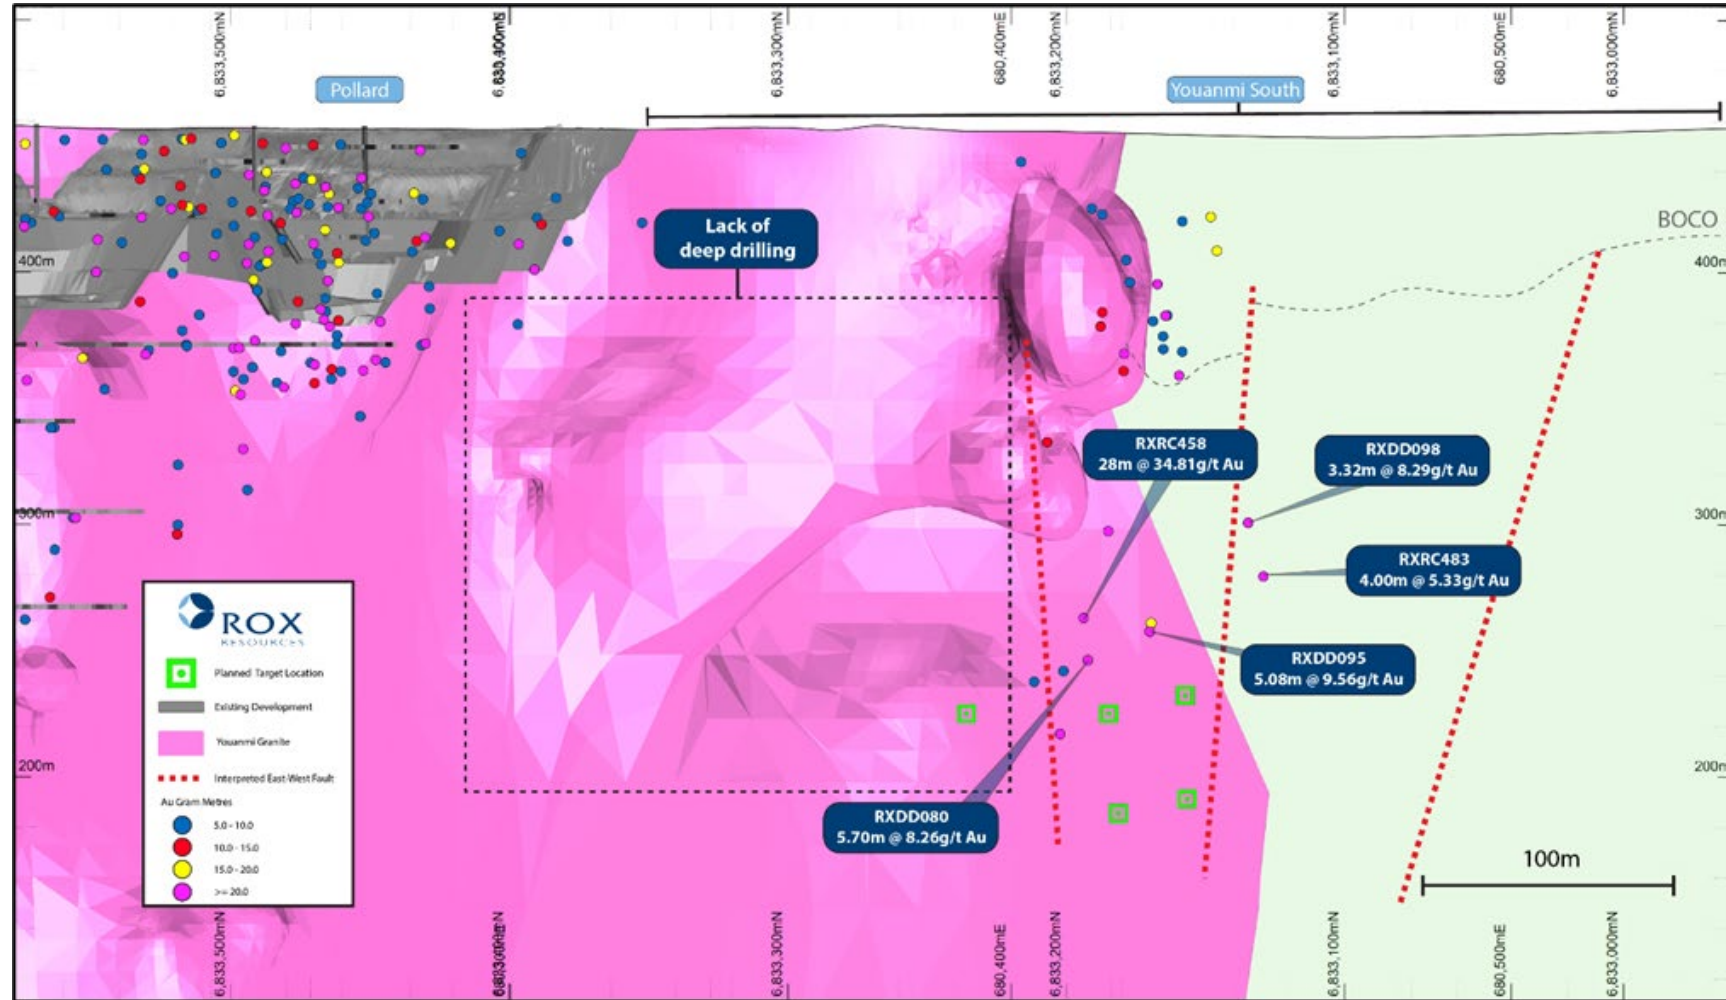 6,833,500mN
6,833,300mN
680,400mE
6,833,200mN
6,833,100mN
680,500mE
6,833,000mN
Pollard
Youanmi South
Lack of
deep drilling
BOCO
400m
400m
RXRC458
28m @ 34.81g/t Au
RXDD098
3.32m @ 8.29g/t Au
300m
300m
RXRC483
4.00m @ 5.33g/t Au
RXDD095
5.08m @ 9.56g/t Au
200m
200m
RXDD080
5.70m @ 8.26g/t Au
100m
ROX
RESOURCES
Planned Target Location
Existing Development
Youanmi Granite
Interpreted East-West Fault
Au Gram Metres
5.0 - 10.0
10.0 - 15.0
15.0 - 20.0
>= 20.0
6,833,500mN
6,833,300mN
680,400mE
6,833,200mN
6,833,100mN
680,500mE
6,833,000mN